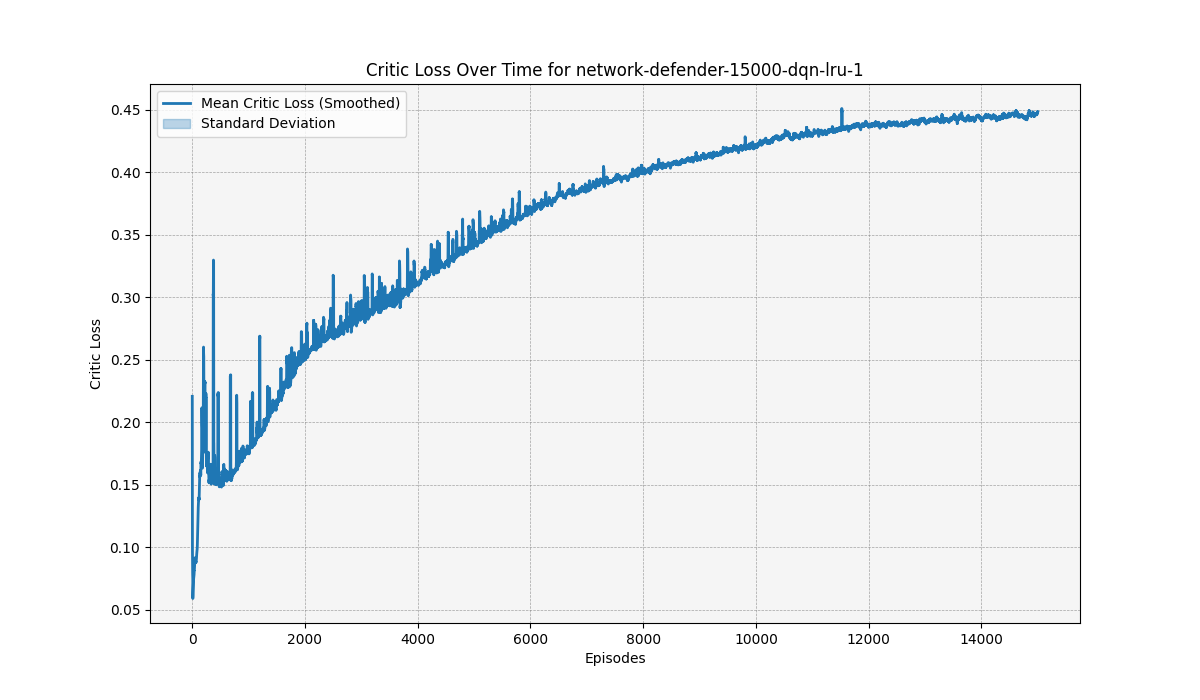 Critic Loss Over Time for network-defender-15000-dqn-lru-1
Mean Critic Loss (Smoothed)
Standard Deviation
Critic Loss
0.45
0.40
0.35
0.30
0.25
0.20
0.15
0.10
0.05
0 2000 4000 6000 8000 10000 12000 14000
Episodes